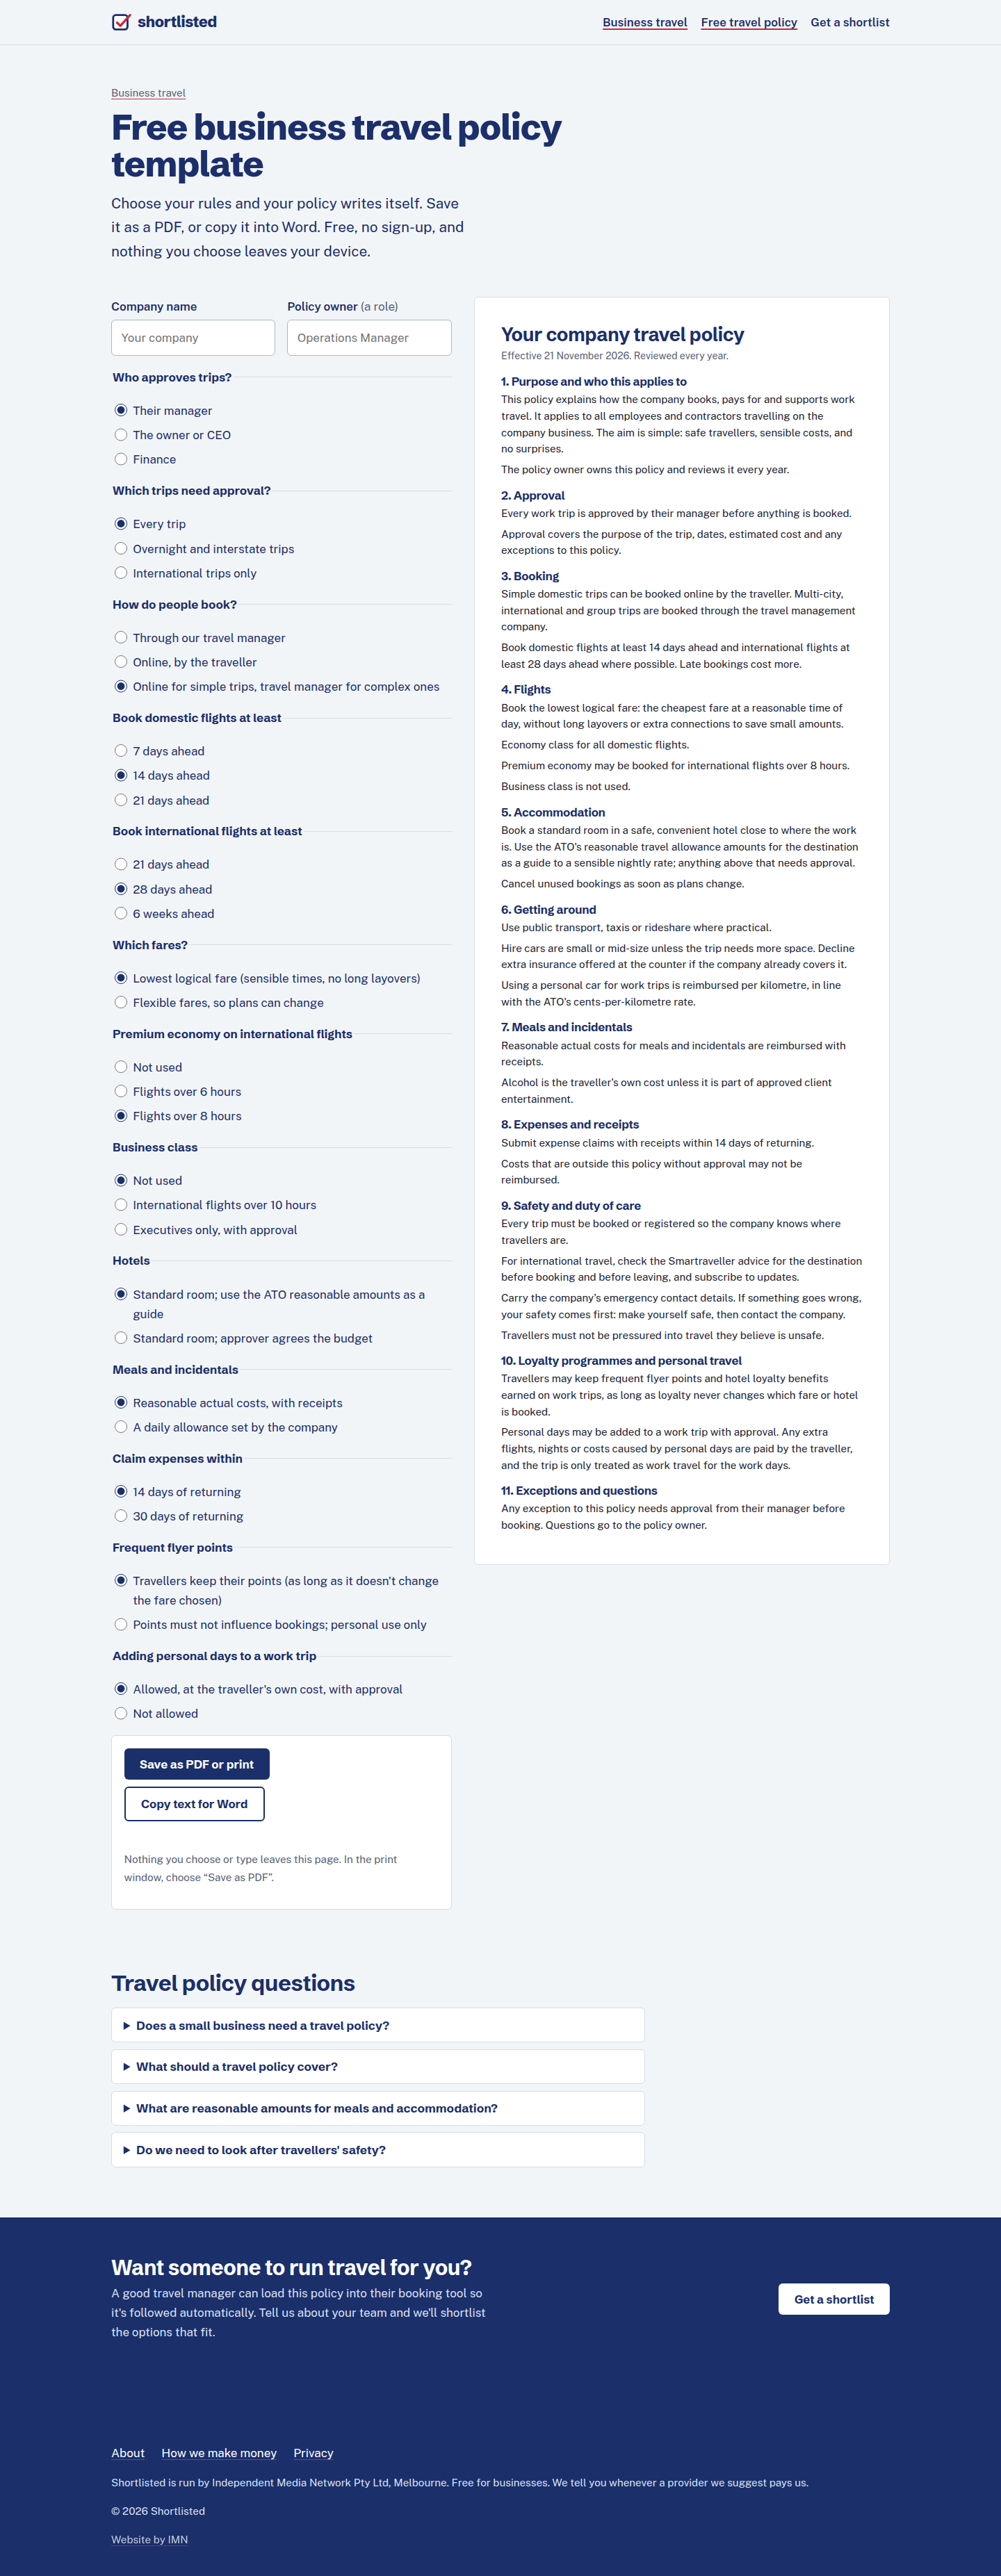 shortlisted
Business travel
Free travel policy
Get a shortlist
Business travel
Free business travel policy
template
Choose your rules and your policy writes itself. Save
it as a PDF, or copy it into Word. Free, no sign-up, and
nothing you choose leaves your device.
Company name
Your company
Policy owner (a role)
Operations Manager
Who approves trips?
Their manager
The owner or CEO
Finance
Which trips need approval?
Every trip
Overnight and interstate trips
International trips only
How do people book?
Through our travel manager
Online, by the traveller
Online for simple trips, travel manager for complex ones
Book domestic flights at least
7 days ahead
14 days ahead
21 days ahead
Book international flights at least
21 days ahead
28 days ahead
6 weeks ahead
Which fares?
Lowest logical fare (sensible times, no long layovers)
Flexible fares, so plans can change
Premium economy on international flights
Not used
Flights over 6 hours
Flights over 8 hours
Business class
Not used
International flights over 10 hours
Executives only, with approval
Hotels
Standard room; use the ATO reasonable amounts as a
guide
Standard room; approver agrees the budget
Meals and incidentals
Reasonable actual costs, with receipts
A daily allowance set by the company
Claim expenses within
14 days of returning
30 days of returning
Frequent flyer points
Travellers keep their points (as long as it doesn't change
the fare chosen)
Points must not influence bookings; personal use only
Adding personal days to a work trip
Allowed, at the traveller's own cost, with approval
Not allowed
Save as PDF or print
Copy text for Word
Nothing you choose or type leaves this page. In the print
window, choose “Save as PDF”.
Your company travel policy
Effective 21 November 2026. Reviewed every year.
1. Purpose and who this applies to
This policy explains how the company books, pays for and supports work
travel. It applies to all employees and contractors travelling on the
company business. The aim is simple: safe travellers, sensible costs, and
no surprises.
The policy owner owns this policy and reviews it every year.
2. Approval
Every work trip is approved by their manager before anything is booked.
Approval covers the purpose of the trip, dates, estimated cost and any
exceptions to this policy.
3. Booking
Simple domestic trips can be booked online by the traveller. Multi-city,
international and group trips are booked through the travel management
company.
Book domestic flights at least 14 days ahead and international flights at
least 28 days ahead where possible. Late bookings cost more.
4. Flights
Book the lowest logical fare: the cheapest fare at a reasonable time of
day, without long layovers or extra connections to save small amounts.
Economy class for all domestic flights.
Premium economy may be booked for international flights over 8 hours.
Business class is not used.
5. Accommodation
Book a standard room in a safe, convenient hotel close to where the work
is. Use the ATO's reasonable travel allowance amounts for the destination
as a guide to a sensible nightly rate; anything above that needs approval.
Cancel unused bookings as soon as plans change.
6. Getting around
Use public transport, taxis or rideshare where practical.
Hire cars are small or mid-size unless the trip needs more space. Decline
extra insurance offered at the counter if the company already covers it.
Using a personal car for work trips is reimbursed per kilometre, in line
with the ATO's cents-per-kilometre rate.
7. Meals and incidentals
Reasonable actual costs for meals and incidentals are reimbursed with
receipts.
Alcohol is the traveller's own cost unless it is part of approved client
entertainment.
8. Expenses and receipts
Submit expense claims with receipts within 14 days of returning.
Costs that are outside this policy without approval may not be
reimbursed.
9. Safety and duty of care
Every trip must be booked or registered so the company knows where
travellers are.
For international travel, check the Smartraveller advice for the destination
before booking and before leaving, and subscribe to updates.
Carry the company's emergency contact details. If something goes wrong,
your safety comes first: make yourself safe, then contact the company.
Travellers must not be pressured into travel they believe is unsafe.
10. Loyalty programmes and personal travel
Travellers may keep frequent flyer points and hotel loyalty benefits
earned on work trips, as long as loyalty never changes which fare or hotel
is booked.
Personal days may be added to a work trip with approval. Any extra
flights, nights or costs caused by personal days are paid by the traveller,
and the trip is only treated as work travel for the work days.
11. Exceptions and questions
Any exception to this policy needs approval from their manager before
booking. Questions go to the policy owner.
Travel policy questions
Does a small business need a travel policy?
What should a travel policy cover?
What are reasonable amounts for meals and accommodation?
Do we need to look after travellers' safety?
Want someone to run travel for you?
A good travel manager can load this policy into their booking tool so
it's followed automatically. Tell us about your team and we'll shortlist
the options that fit.
Get a shortlist
About
How we make money
Privacy
Shortlisted is run by Independent Media Network Pty Ltd, Melbourne. Free for businesses. We tell you whenever a provider we suggest pays us.
© 2026 Shortlisted
Website by IMN